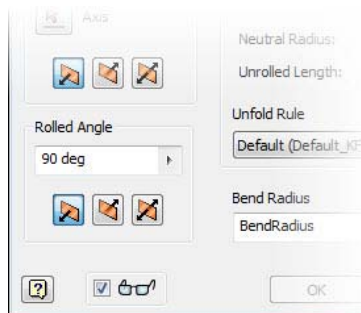 Axis
Neutral Radius:
Unrolled Length:
Unfold Rule
Rolled Angle
90 deg
Default (Default_KF
Bend Radius
BendRadius
OK